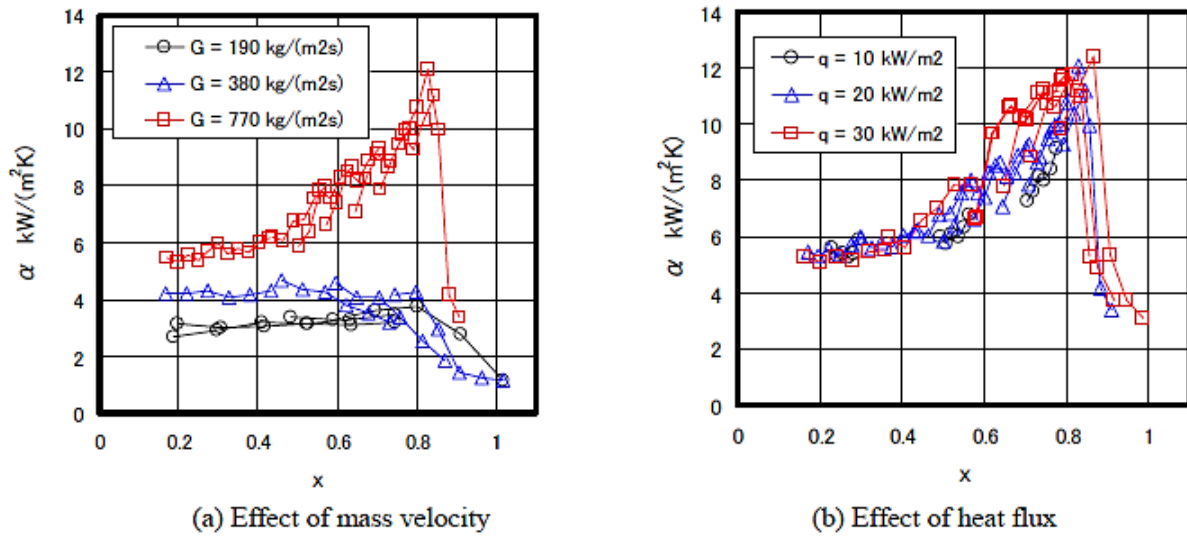 14
12
10
8
6
4
2
0
α kW/(m²K)
G = 190 kg/(m2s)
G = 380 kg/(m2s)
G = 770 kg/(m2s)
0 0.2 0.4 0.6 0.8 1
x
(a) Effect of mass velocity
14
12
10
8
6
4
2
0
α kW/(m²K)
q = 10 kW/m2
q = 20 kW/m2
q = 30 kW/m2
0 0.2 0.4 0.6 0.8 1
x
(b) Effect of heat flux